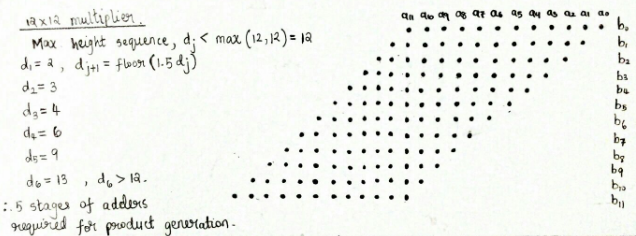 12x12 multiplier.
Max height sequence, dj < max (12,12) = 12
d1 = 2, dj+1 = floor (1.5 dj)
d2 = 3
d3 = 4
d4 = 6
d5 = 9
d6 = 13, d6 > 12.
∴ 5 stages of adders
required for product generation.
a11 a10 a9 a8 a7 a6 a5 a4 a3 a2 a1 a0
b0
b1
b2
b3
b4
b5
b6
b7
b8
b9
b10
b11